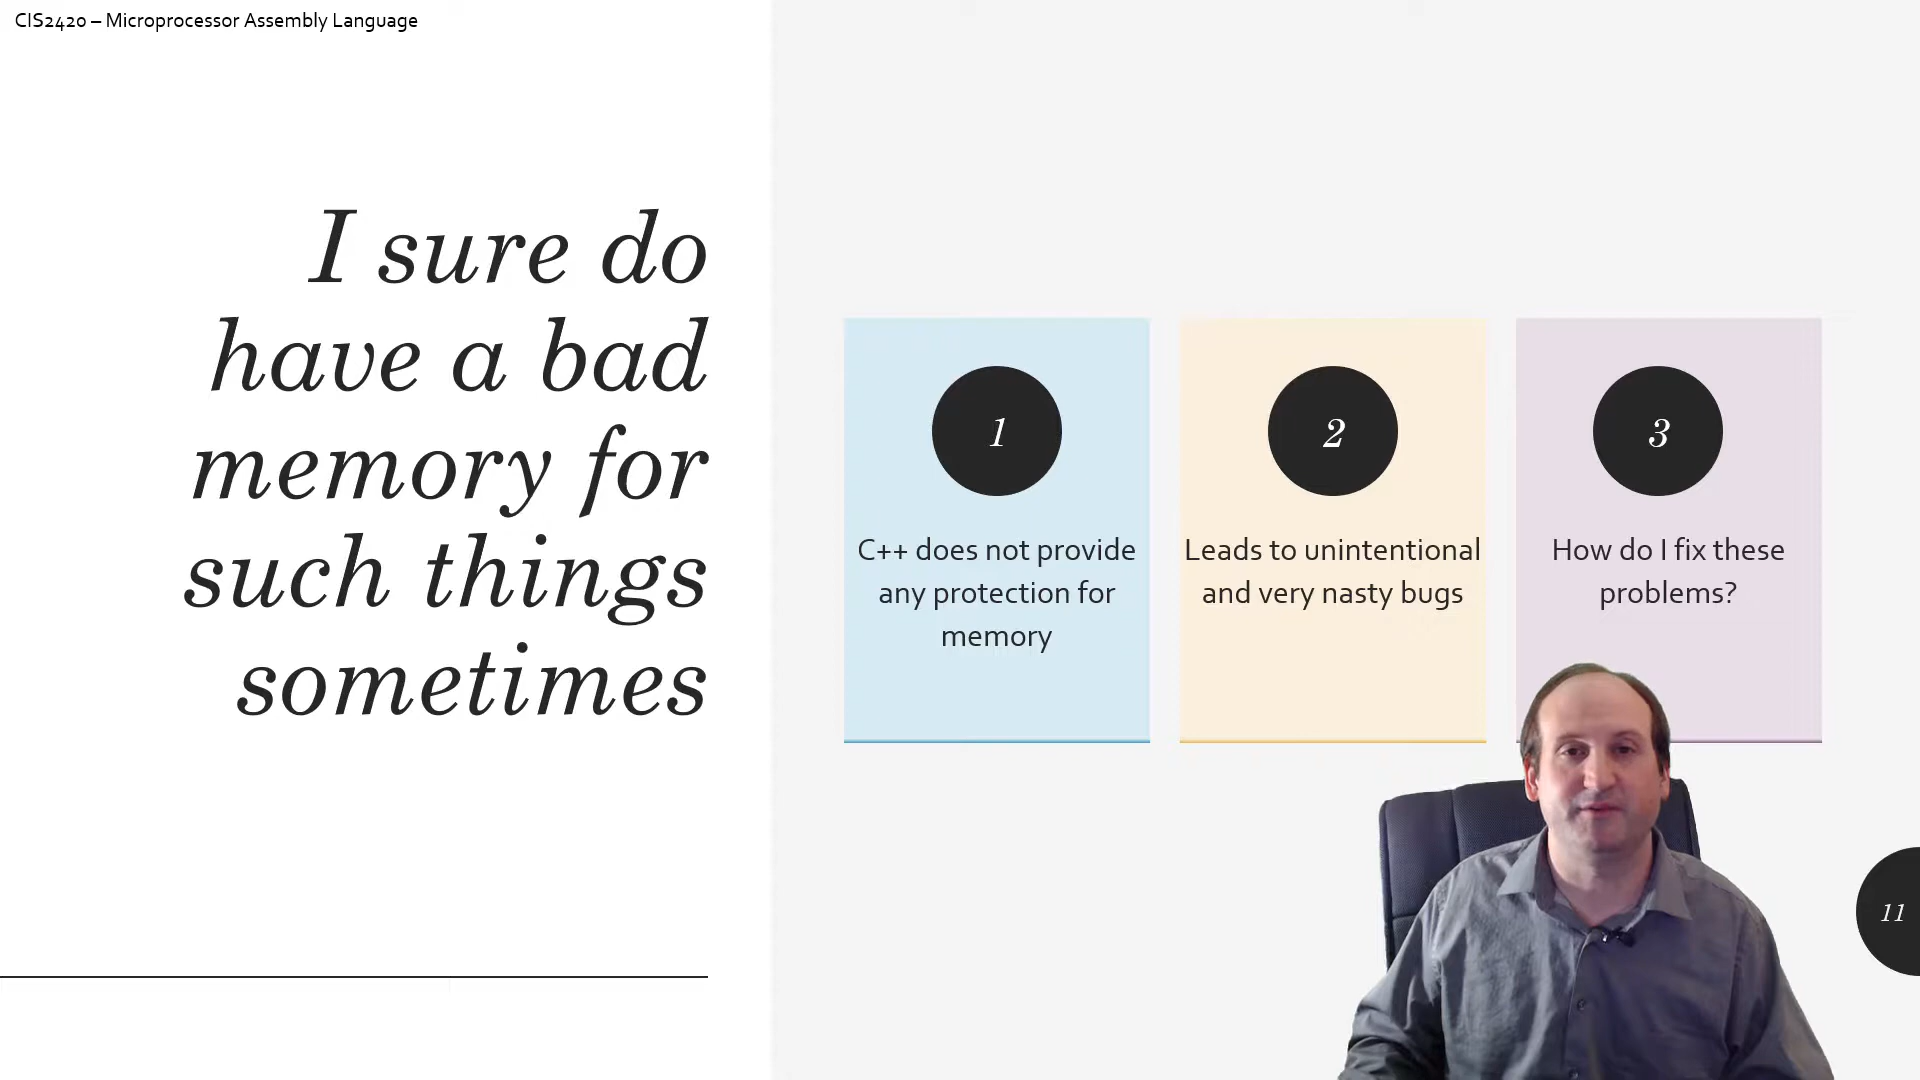 CIS2420 – Microprocessor Assembly Language
I sure do
have a bad
memory for
such things
sometimes
1
C++ does not provide
any protection for
memory
2
Leads to unintentional
and very nasty bugs
3
How do I fix these
problems?
11